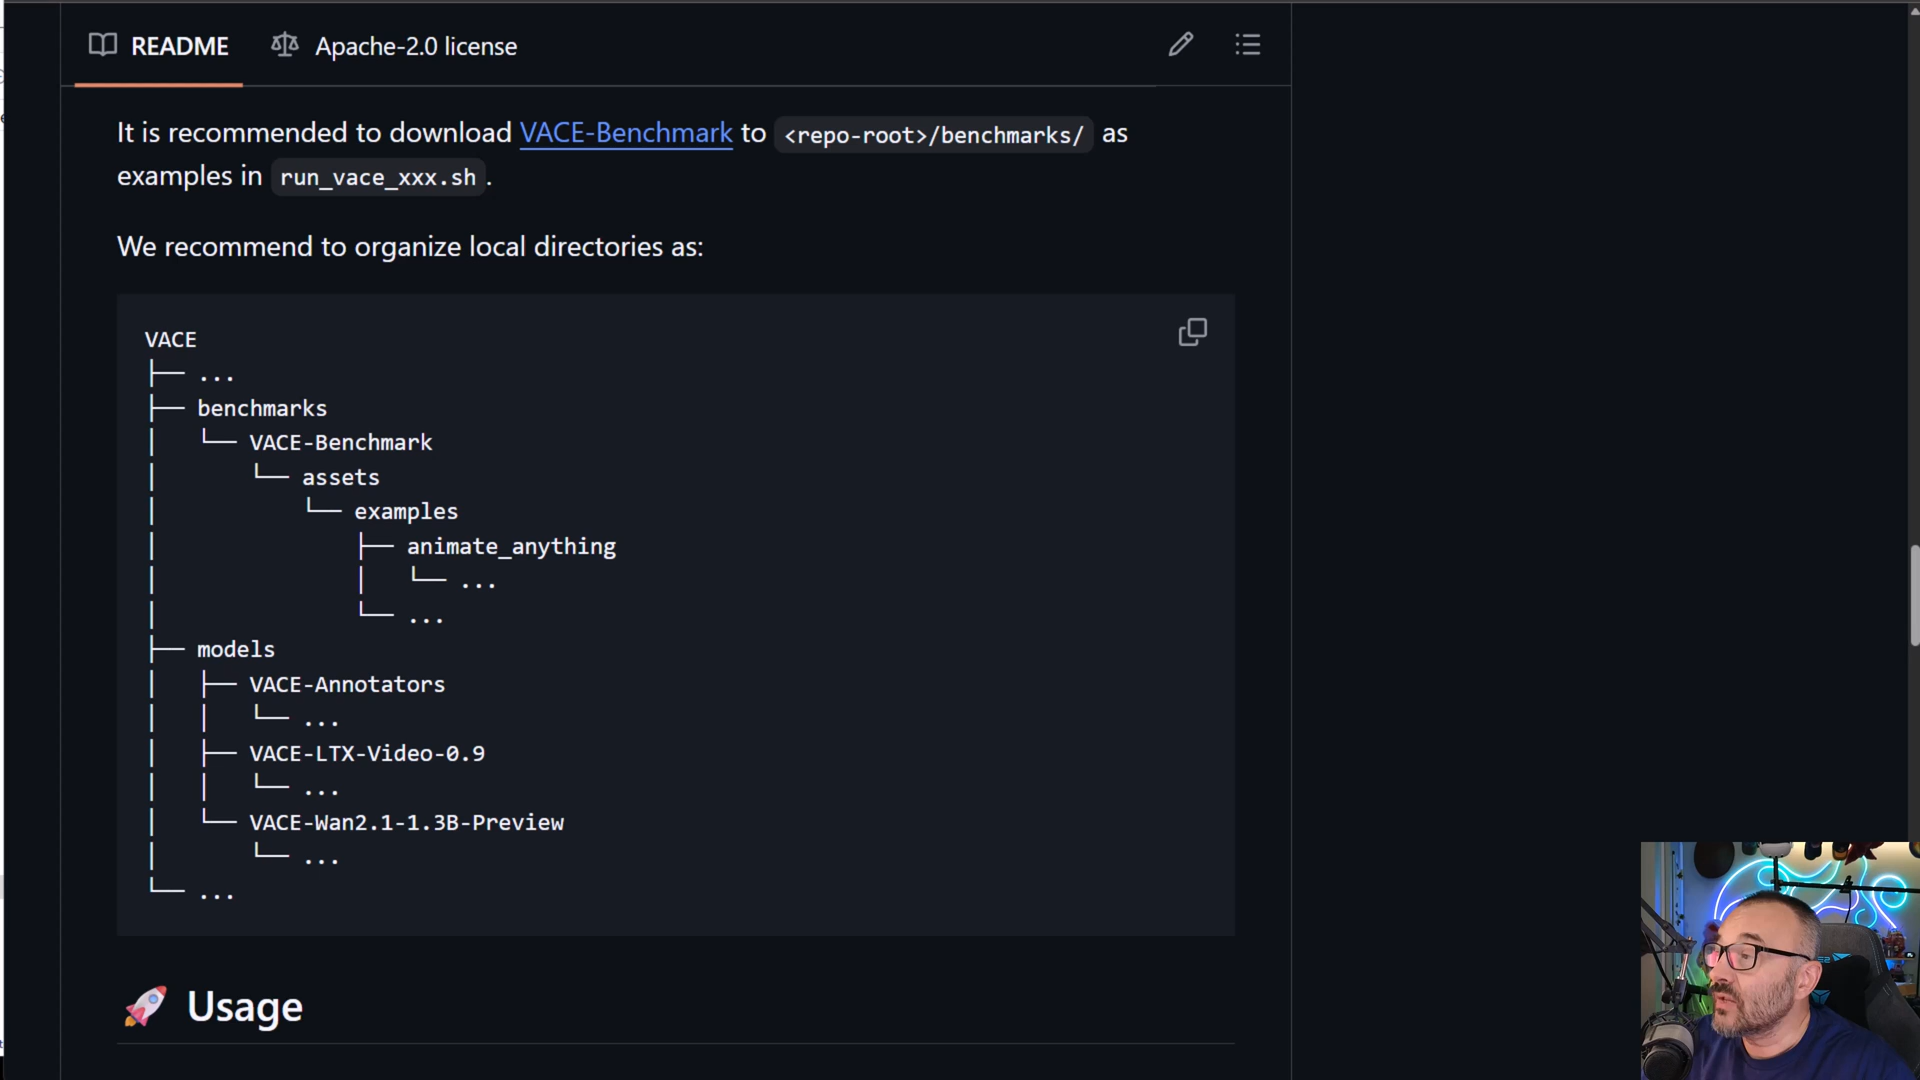 README Apache-2.0 license
It is recommended to download VACE-Benchmark to <repo-root>/benchmarks/ as
examples in run_vace_xxx.sh.
We recommend to organize local directories as:
VACE
├── ...
├── benchmarks
│   └── VACE-Benchmark
│       └── assets
│           └── examples
│               ├── animate_anything
│               │   └── ...
│               └── ...
├── models
│   ├── VACE-Annotators
│   │   └── ...
│   ├── VACE-LTX-Video-0.9
│   │   └── ...
│   └── VACE-Wan2.1-1.3B-Preview
│       └── ...
└── ...
🚀 Usage